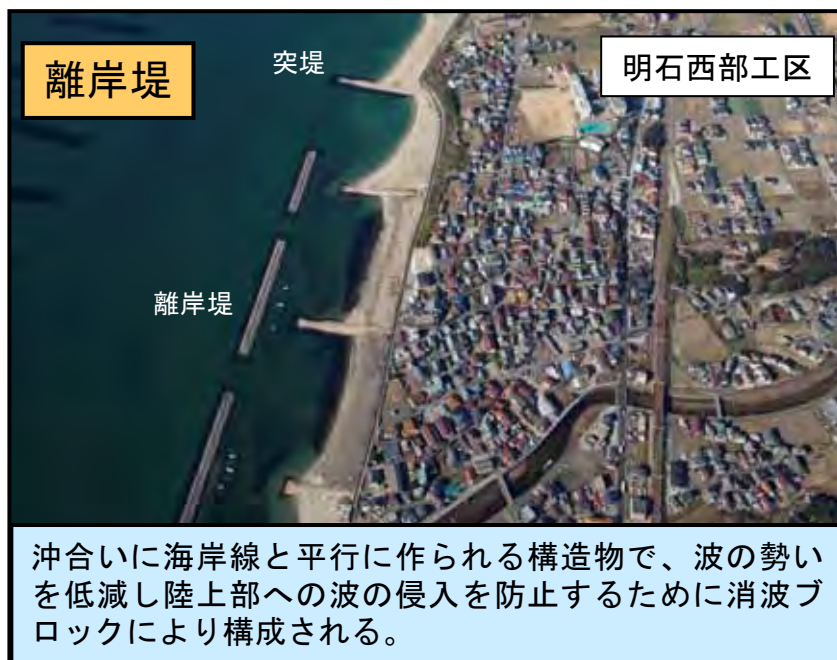 離岸堤
突堤
明石西部工区
離岸堤
沖合いに海岸線と平行に作られる構造物で、波の勢い
を低減し陸上部への波の侵入を防止するために消波ブ
ロックにより構成される。